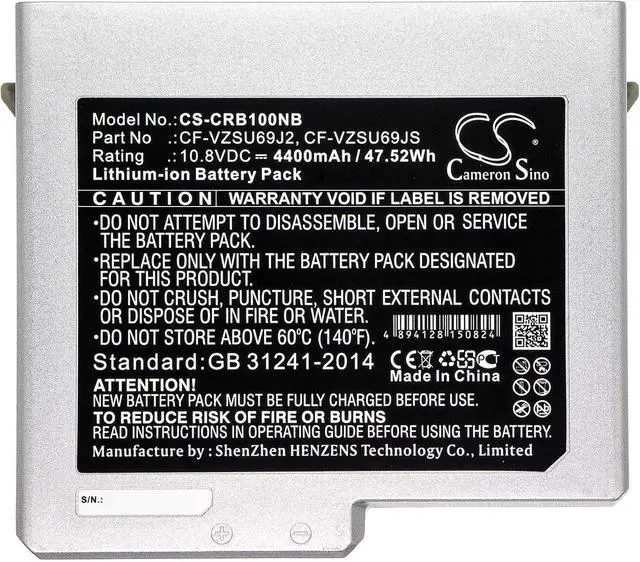 Model No.:CS-CRB100NB
Part No .:CF-VZSU69J2, CF-VZSU69JS
Rating :10.8VDC⎓ 4400mAh / 47.52Wh
Lithium-ion Battery Pack
CS
Cameron Sino
CAUTION WARRANTY VOID IF LABEL IS REMOVED
•DO NOT ATTEMPT TO DISASSEMBLE, OPEN OR SERVICE
THE BATTERY PACK.
•REPLACE ONLY WITH THE BATTERY PACK DESIGNATED
FOR THIS PRODUCT.
•DO NOT CRUSH, PUNCTURE, SHORT EXTERNAL CONTACTS
OR DISPOSE OF IN FIRE OR WATER.
•DO NOT STORE ABOVE 60°C (140°F).
4 894128 150824
Standard:GB 31241-2014
CE
Made In China
ATTENTION!
NEW BATTERY PACK MUST BE FULLY CHARGED BEFORE USE.
TO REDUCE RISK OF FIRE OR BURNS
READ INSTRUCTIONS IN OPERATING GUIDE BEFORE USING THE BATTERY.
Manufacture by : ShenZhen HENZENS Technology Co., Limited
S/N.:
+ −